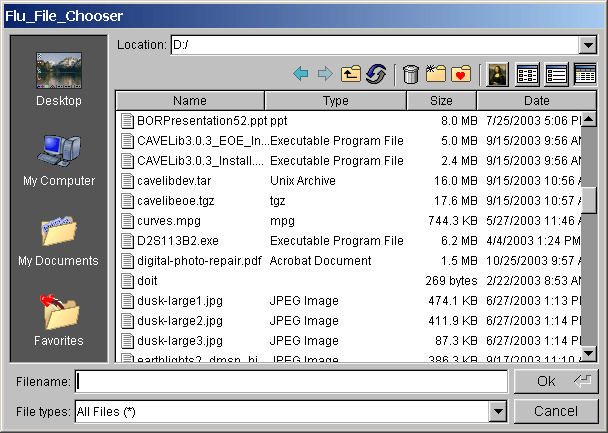 Flu_File_Chooser
Location: D:/
Desktop
My Computer
My Documents
Favorites
Name Type Size Date
BORPresentation52.ppt ppt 8.0 MB 7/25/2003 5:06 P
CAVELib3.0.3_EOE_In... Executable Program File 5.0 MB 9/15/2003 9:56 A
CAVELib3.0.3_Install.... Executable Program File 2.4 MB 9/15/2003 9:56 A
cavelibdev.tar Unix Archive 16.0 MB 9/15/2003 10:56
cavelibeoe.tgz tgz 17.6 MB 9/15/2003 10:57
curves.mpg mpg 744.3 KB 5/27/2003 11:46
D2S113B2.exe Executable Program File 6.2 MB 4/4/2003 1:24 PM
digital-photo-repair.pdf Acrobat Document 1.5 MB 10/25/2003 9:57
doit 269 bytes 2/22/2003 8:53 A
dusk-large1.jpg JPEG Image 474.1 KB 6/27/2003 1:13 P
dusk-large2.jpg JPEG Image 411.9 KB 6/27/2003 1:14 P
dusk-large3.jpg JPEG Image 87.3 KB 6/27/2003 1:14 P
earthlights2_dmsp_bi JPEG Image 386.3 KB 9/17/2003 11:10
Filename:
Ok
File types: All Files (*)
Cancel